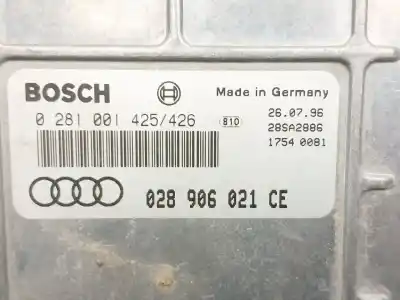 BOSCH
Made in Germany
0 281 001 425/426
810
26.07.96
28SA2886
1754 0081
028 906 021 CE